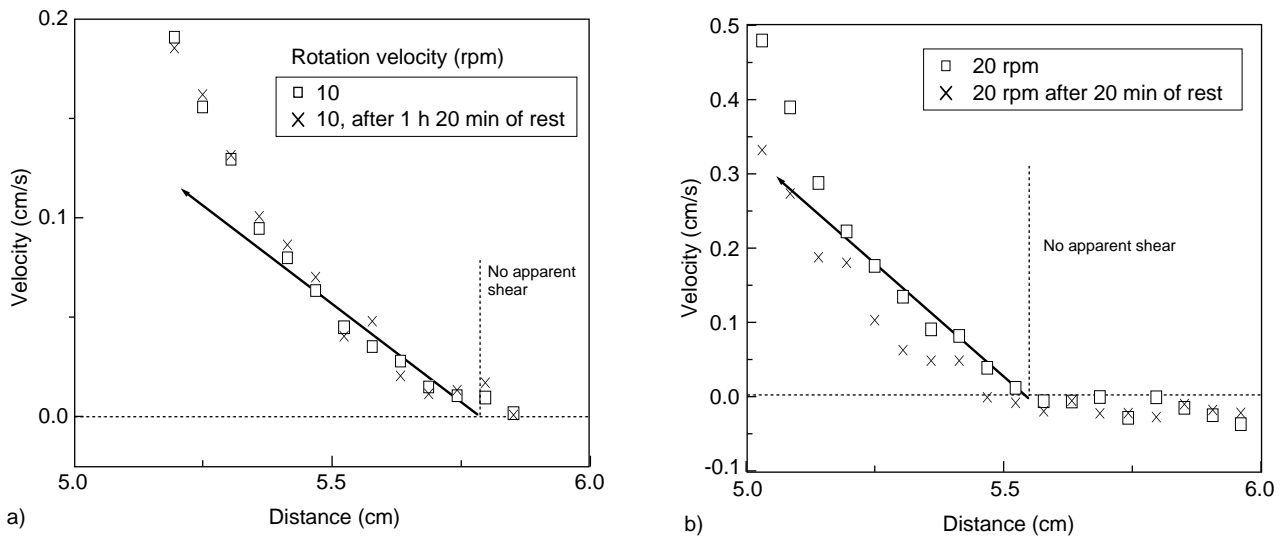 0.2
0.1
0.0
Velocity (cm/s)
Rotation velocity (rpm)
10
10, after 1 h 20 min of rest
No apparent
shear
5.0
5.5
6.0
Distance (cm)
a)
0.5
0.4
0.3
0.2
0.1
0.0
-0.1
Velocity (cm/s)
20 rpm
20 rpm after 20 min of rest
No apparent shear
5.0
5.5
6.0
Distance (cm)
b)